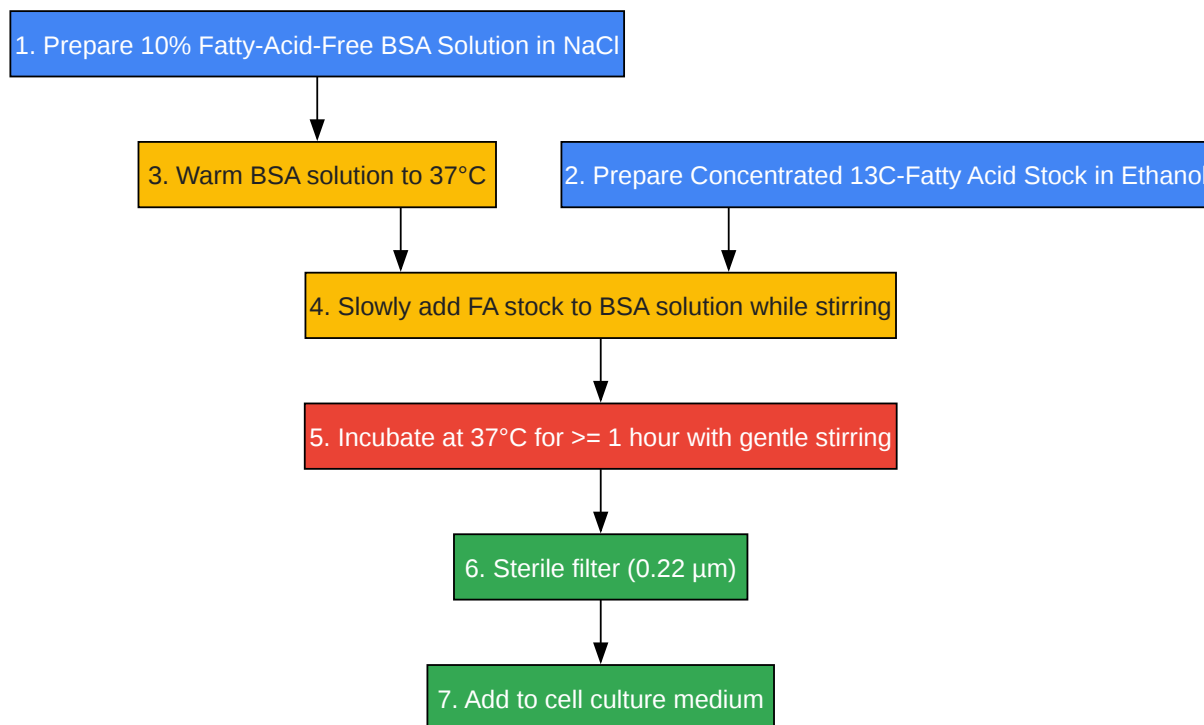 1. Prepare 10% Fatty-Acid-Free BSA Solution in NaCl
3. Warm BSA solution to 37°C
2. Prepare Concentrated 13C-Fatty Acid Stock in Ethanol
4. Slowly add FA stock to BSA solution while stirring
5. Incubate at 37°C for >= 1 hour with gentle stirring
6. Sterile filter (0.22 µm)
7. Add to cell culture medium